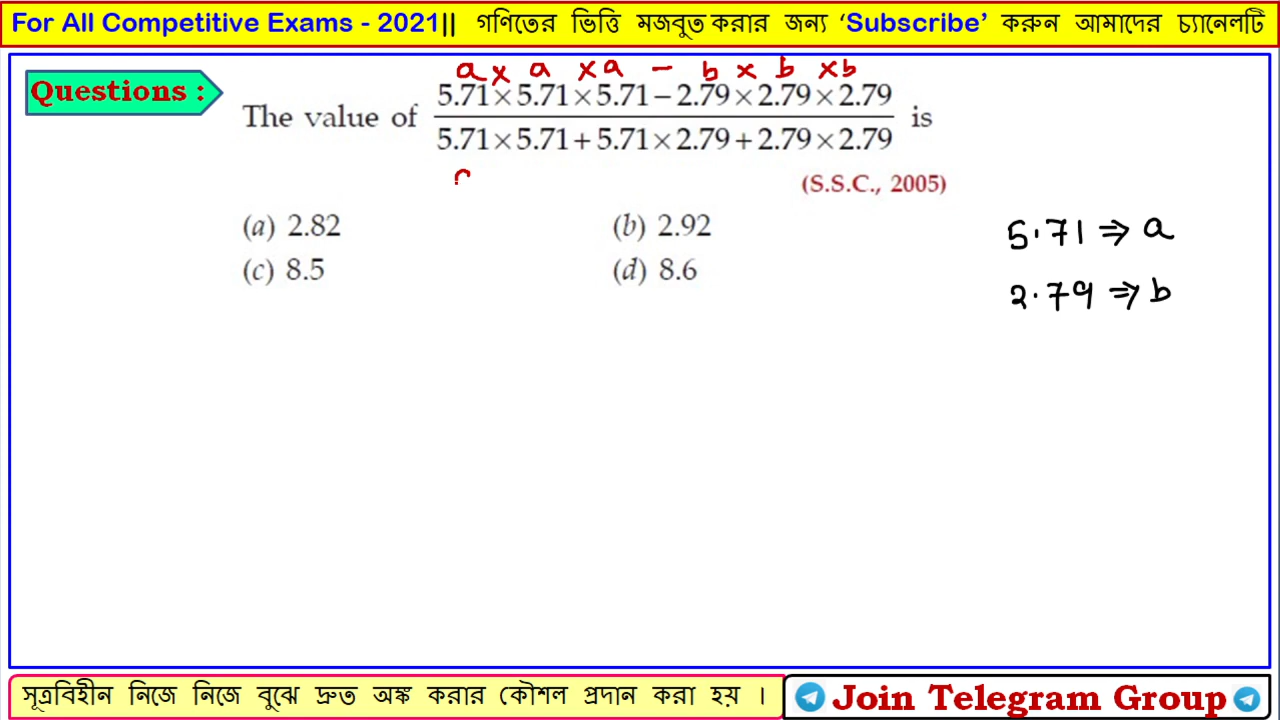 For All Competitive Exams - 2021|| গণিতের ভিত্তি মজবুত করার জন্য ‘Subscribe’ করুন আমাদের চ্যানেলটি
Questions :
a × a × a − b × b × b
5.71×5.71×5.71−2.79×2.79×2.79
The value of is
5.71×5.71+5.71×2.79+2.79×2.79
(S.S.C., 2005)
(a) 2.82 (b) 2.92
5.71 ⇒ a
(c) 8.5 (d) 8.6
2.79 ⇒ b
সূত্রবিহীন নিজে নিজে বুঝে দ্রুত অঙ্ক করার কৌশল প্রদান করা হয় ।
Join Telegram Group